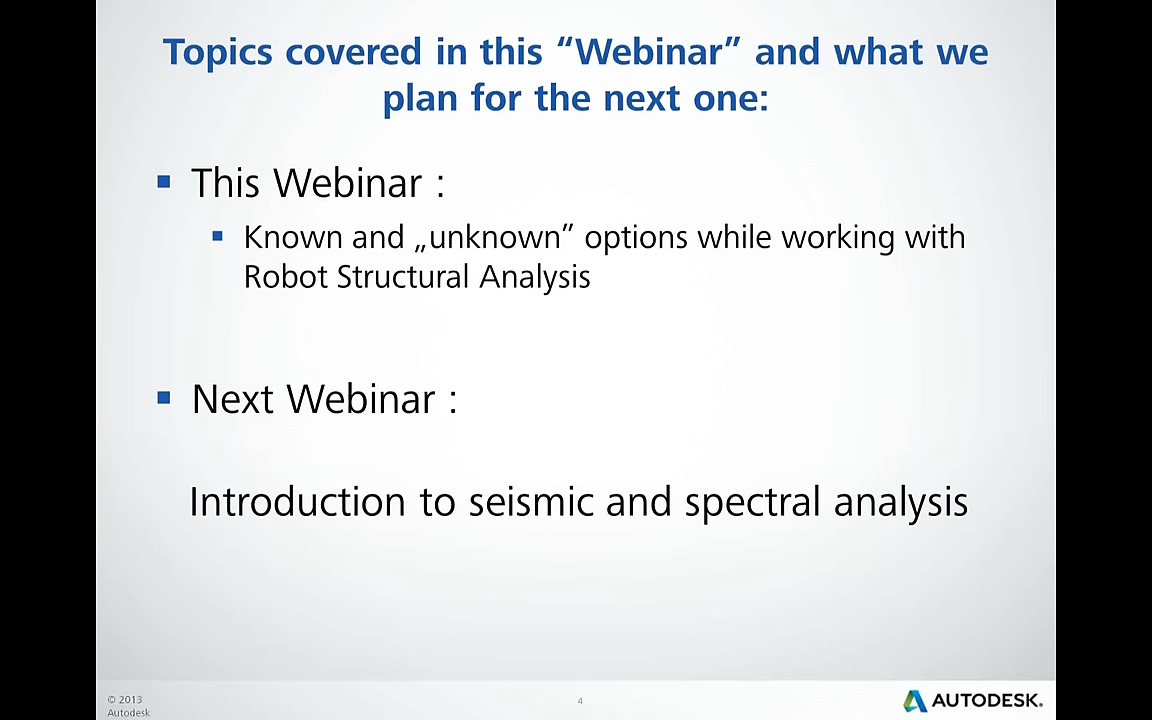 Topics covered in this “Webinar” and what we
plan for the next one:
This Webinar :
Known and „unknown” options while working with
Robot Structural Analysis
Next Webinar :
Introduction to seismic and spectral analysis
© 2013
Autodesk
4
AUTODESK.